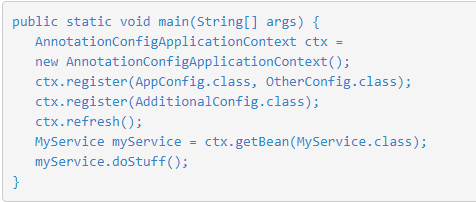 public static void main(String[] args) {
AnnotationConfigApplicationContext ctx =
new AnnotationConfigApplicationContext();
ctx.register(AppConfig.class, OtherConfig.class);
ctx.register(AdditionalConfig.class);
ctx.refresh();
MyService myService = ctx.getBean(MyService.class);
myService.doStuff();
}